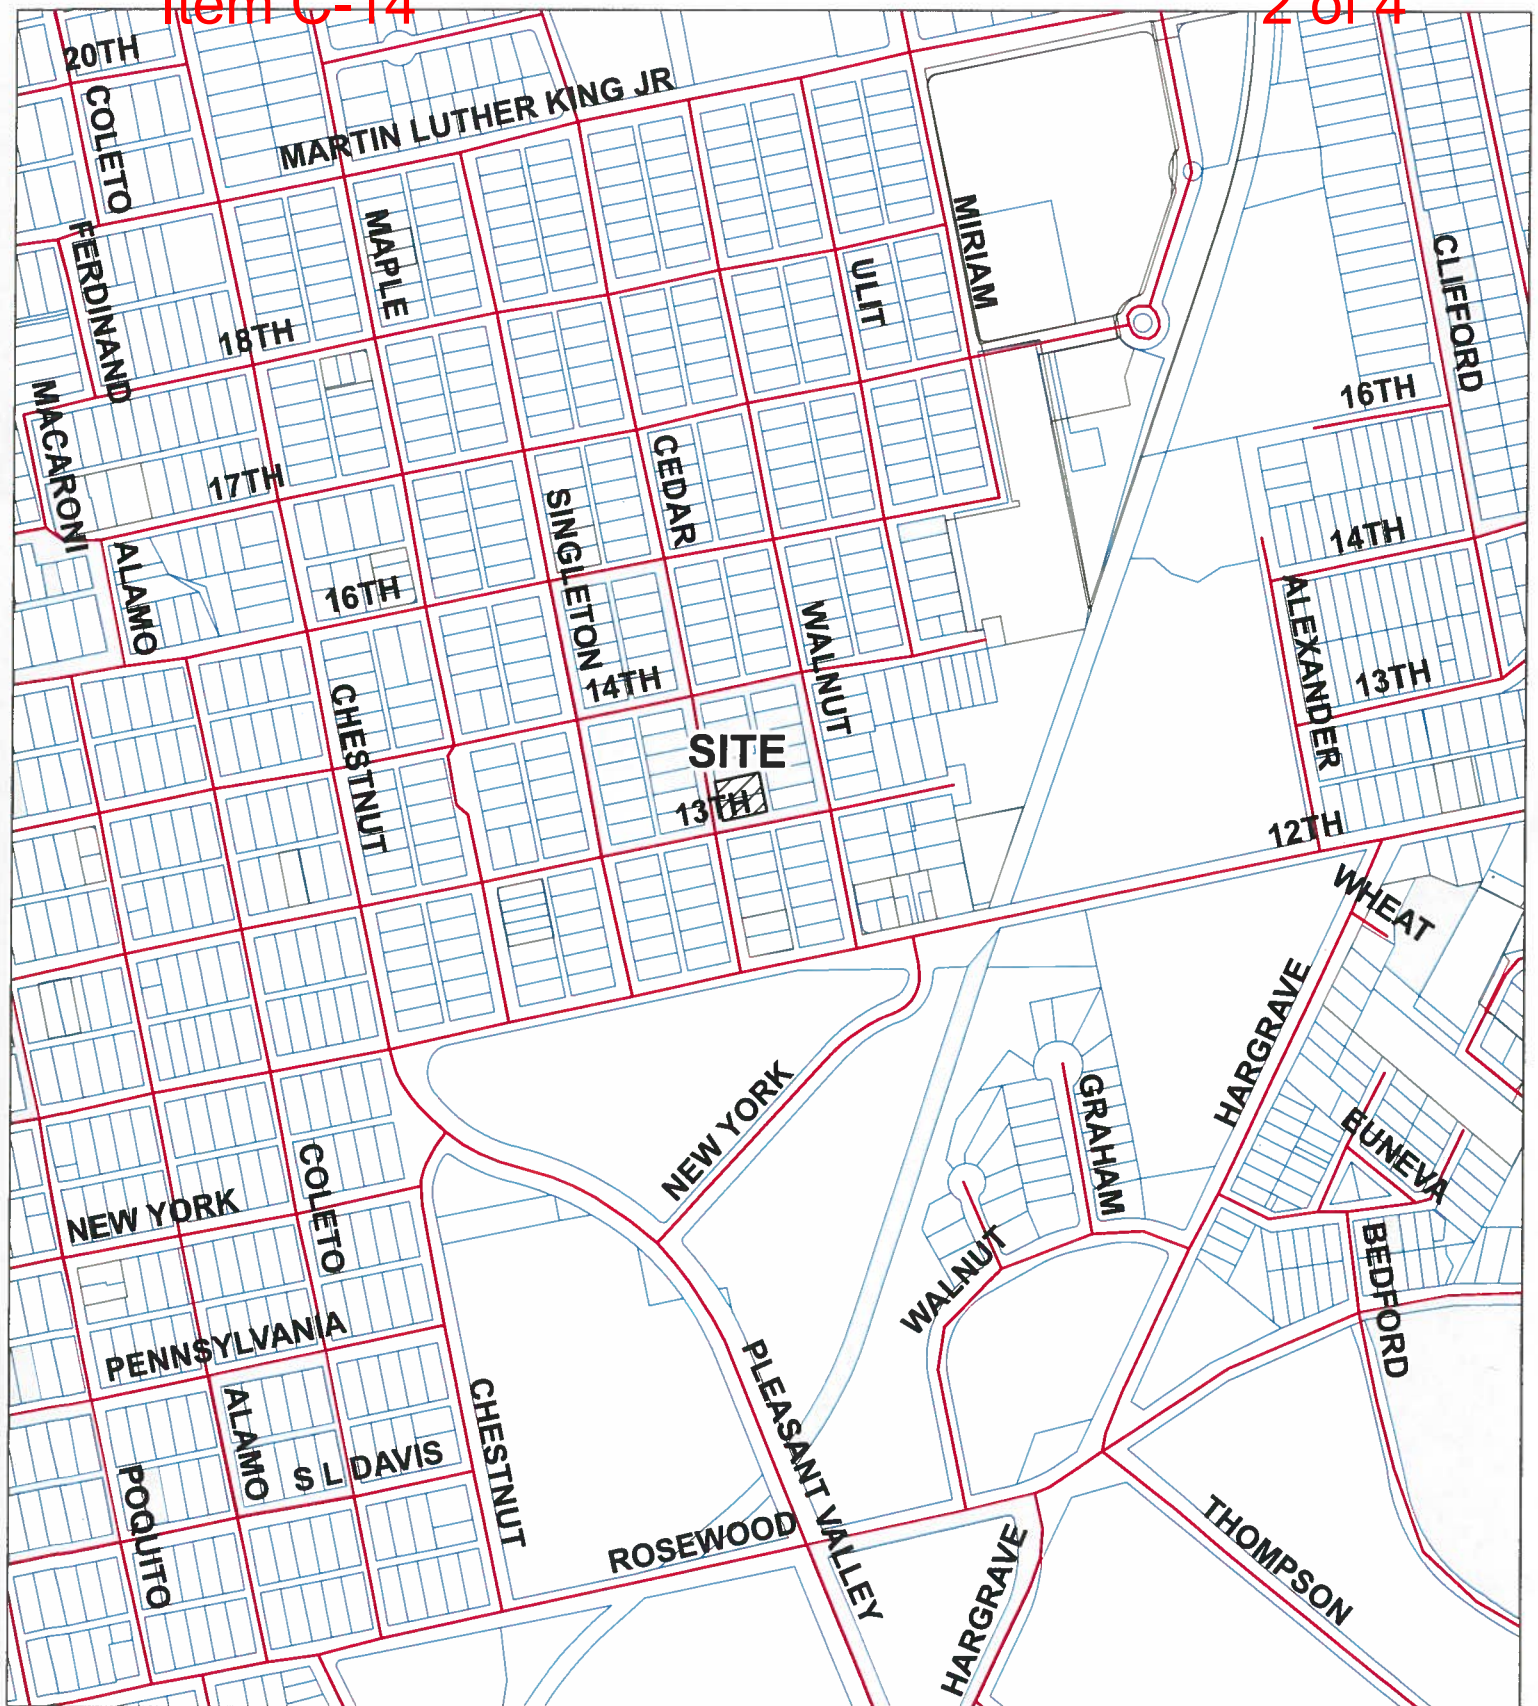 Item C-14
2 of 4
20TH
COLETO
MARTIN LUTHER KING JR
FERDINAND
MAPLE
MIRIAM
ULIT
CLIFFORD
18TH
MACARONI
16TH
17TH
CEDAR
SINGLETON
ALAMO
14TH
16TH
ALEXANDER
WALNUT
14TH
13TH
CHESTNUT
SITE
13TH
12TH
WHEAT
HARGRAVE
NEW YORK
GRAHAM
EUNEVA
COLETO
NEW YORK
WALNUT
BEDFORD
PENNSYLVANIA
PLEASANT VALLEY
ALAMO
CHESTNUT
S L DAVIS
POQUITO
ROSEWOOD
THOMPSON
HARGRAVE